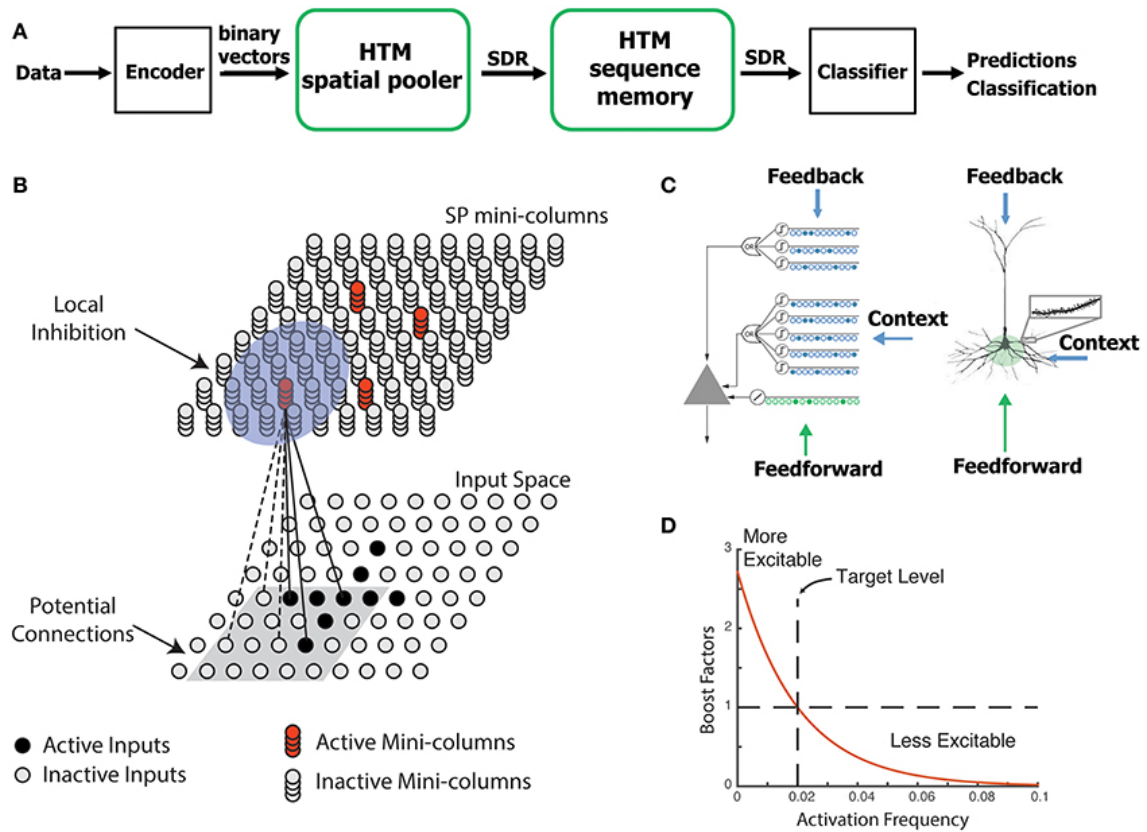 A
Data
Encoder
binary
vectors
HTM
spatial pooler
SDR
HTM
sequence
memory
SDR
Classifier
Predictions
Classification
B
SP mini-columns
Local
Inhibition
Input Space
Potential
Connections
Active Inputs
Inactive Inputs
Active Mini-columns
Inactive Mini-columns
C
Feedback
OR
OR
Context
Feedforward
Feedback
Context
Feedforward
D
More
Excitable
Target Level
Less Excitable
Boost Factors
3
2
1
0
0
0.02
0.04
0.06
0.08
0.1
Activation Frequency